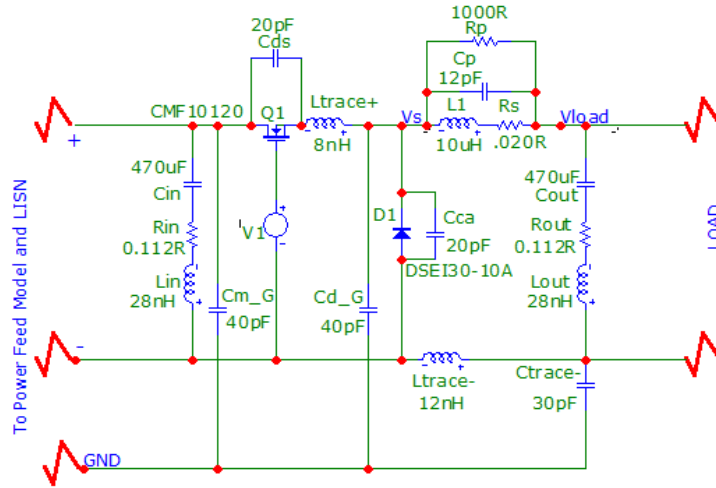 1000R
Rp
20pF
Cds
Cp
12pF
CMF10120
Q1
Ltrace+
Vs
L1
Rs
Vload
+
8nH
10uH
.020R
470uF
Cin
470uF
Cout
Rin
0.112R
V1
D1
Cca
20pF
Rout
0.112R
DSEI30-10A
Lin
28nH
Cm_G
40pF
Cd_G
40pF
Lout
28nH
-
Ltrace-
12nH
Ctrace-
30pF
GND
To Power Feed Model and LISN
LOAD